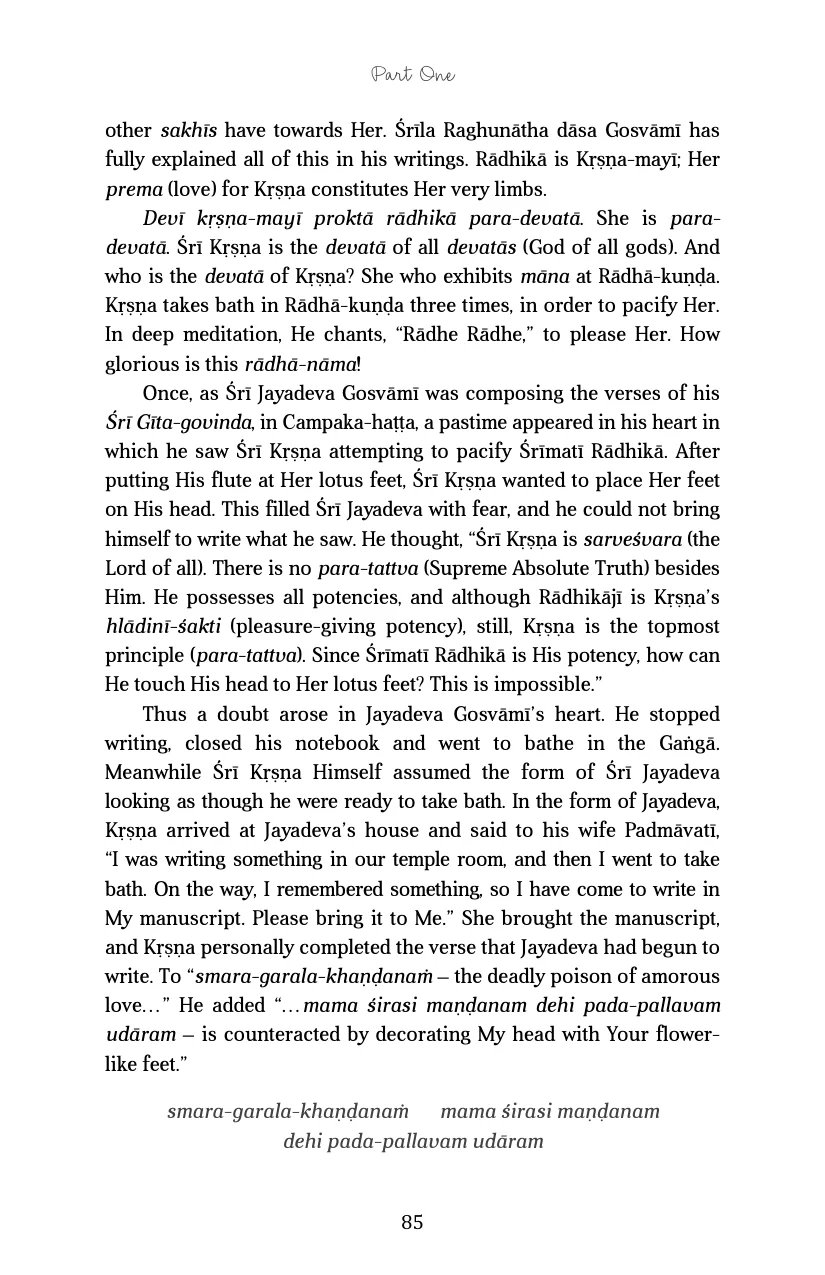 Part One
other sakhīs have towards Her. Śrīla Raghunātha dāsa Gosvāmī has
fully explained all of this in his writings. Rādhikā is Kṛṣṇa-mayī; Her
prema (love) for Kṛṣṇa constitutes Her very limbs.
Devī kṛṣṇa-mayī proktā rādhikā para-devatā. She is para-
devatā. Śrī Kṛṣṇa is the devatā of all devatās (God of all gods). And
who is the devatā of Kṛṣṇa? She who exhibits māna at Rādhā-kuṇḍa.
Kṛṣṇa takes bath in Rādhā-kuṇḍa three times, in order to pacify Her.
In deep meditation, He chants, “Rādhe Rādhe,” to please Her. How
glorious is this rādhā-nāma!
Once, as Śrī Jayadeva Gosvāmī was composing the verses of his
Śrī Gīta-govinda, in Campaka-haṭṭa, a pastime appeared in his heart in
which he saw Śrī Kṛṣṇa attempting to pacify Śrīmatī Rādhikā. After
putting His flute at Her lotus feet, Śrī Kṛṣṇa wanted to place Her feet
on His head. This filled Śrī Jayadeva with fear, and he could not bring
himself to write what he saw. He thought, “Śrī Kṛṣṇa is sarveśvara (the
Lord of all). There is no para-tattva (Supreme Absolute Truth) besides
Him. He possesses all potencies, and although Rādhikājī is Kṛṣṇa’s
hlādinī-śakti (pleasure-giving potency), still, Kṛṣṇa is the topmost
principle (para-tattva). Since Śrīmatī Rādhikā is His potency, how can
He touch His head to Her lotus feet? This is impossible.”
Thus a doubt arose in Jayadeva Gosvāmī’s heart. He stopped
writing, closed his notebook and went to bathe in the Gaṅgā.
Meanwhile Śrī Kṛṣṇa Himself assumed the form of Śrī Jayadeva
looking as though he were ready to take bath. In the form of Jayadeva,
Kṛṣṇa arrived at Jayadeva’s house and said to his wife Padmāvatī,
“I was writing something in our temple room, and then I went to take
bath. On the way, I remembered something, so I have come to write in
My manuscript. Please bring it to Me.” She brought the manuscript,
and Kṛṣṇa personally completed the verse that Jayadeva had begun to
write. To “smara-garala-khaṇḍanaṁ – the deadly poison of amorous
love…” He added “…mama śirasi maṇḍanam dehi pada-pallavam
udāram – is counteracted by decorating My head with Your flower-
like feet.”
smara-garala-khaṇḍanaṁ mama śirasi maṇḍanam
dehi pada-pallavam udāram
85